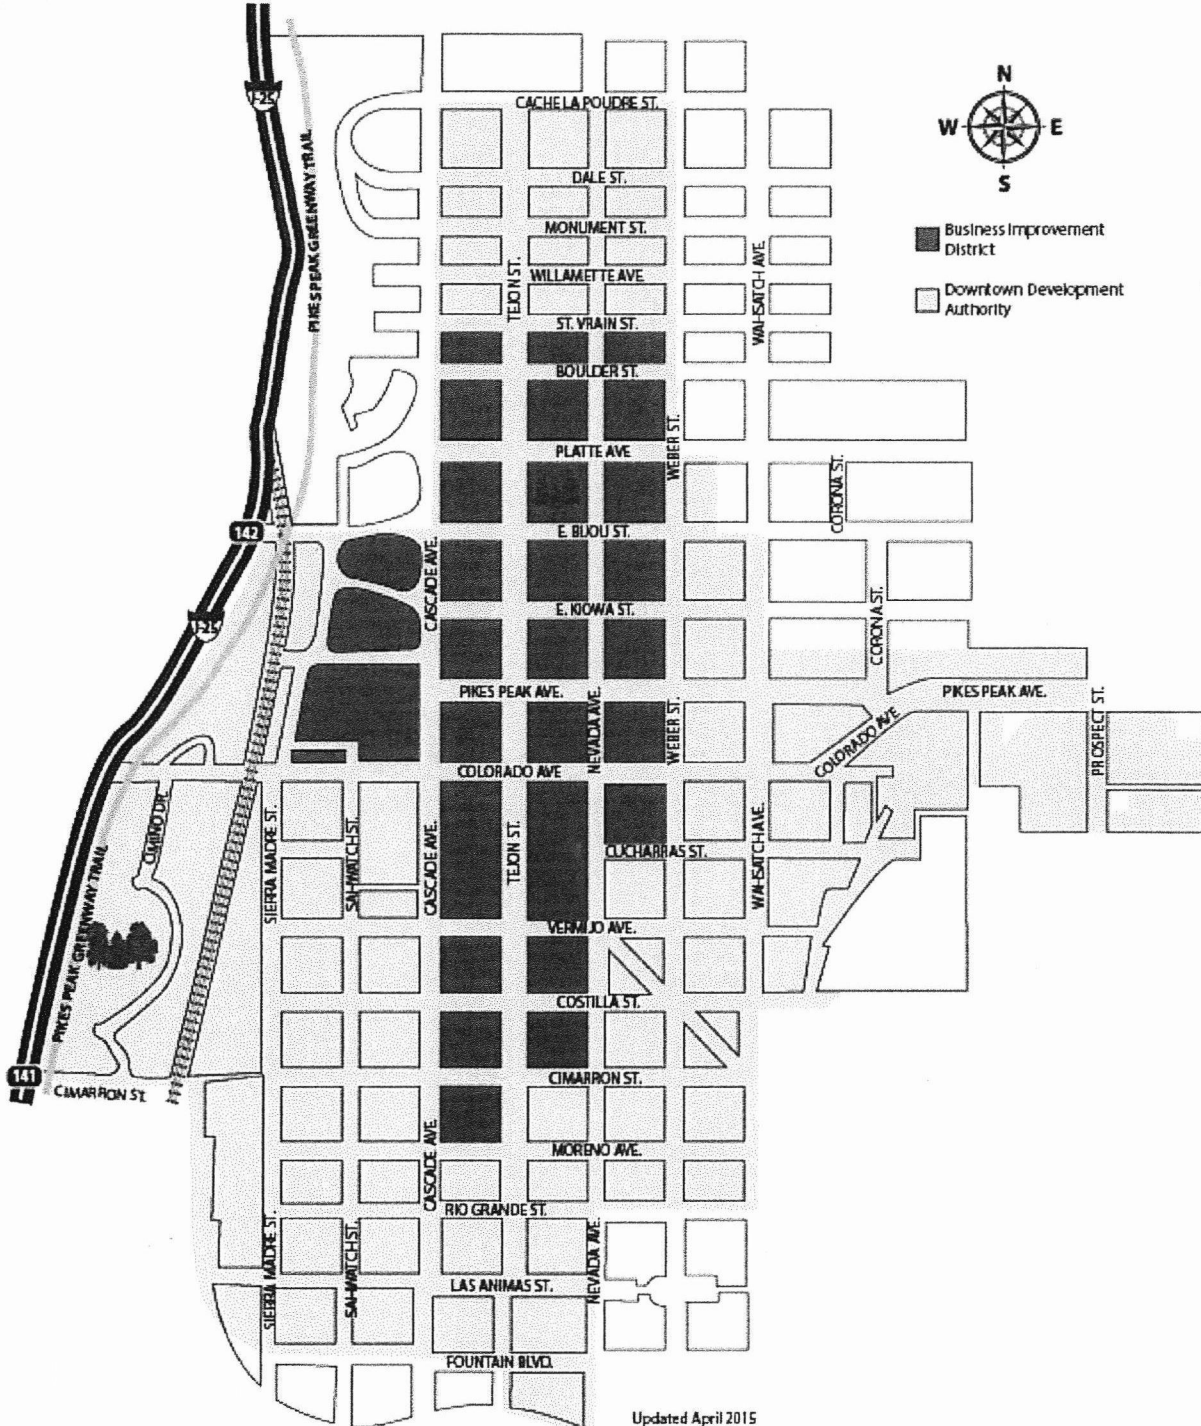 I-25
CACHE LA POUDRE ST.
N
W
E
S
PIKES PEAK GREENWAY TRAIL
DALE ST.
MONUMENT ST.
Business Improvement
District
WILLAMETTE AVE.
TEJON ST.
WAHSATCH AVE.
Downtown Development
Authority
ST. VRAIN ST.
BOULDER ST.
WEBER ST.
PLATTE AVE
CORONA ST.
142
E. BIJOU ST.
CASCADE AVE.
I-25
E. KIOWA ST.
CORONA ST.
PIKES PEAK AVE.
PIKES PEAK AVE.
NEVADA AVE.
WEBER ST.
COLORADO AVE
PROSPECT ST.
COLORADO AVE
CIMINO DR.
SIERRA MADRE ST.
SAHWATCH ST.
CASCADE AVE.
TEJON ST.
CUCHARRAS ST.
WAHSATCH AVE.
VERMIJO AVE.
PIKES PEAK GREENWAY TRAIL
COSTILLA ST.
141
CIMARRON ST.
CIMARRON ST.
MORENO AVE.
CASCADE AVE.
RIO GRANDE ST.
SIERRA MADRE ST.
SAHWATCH ST.
NEVADA AVE.
LAS ANIMAS ST.
FOUNTAIN BLVD.
Updated April 2015